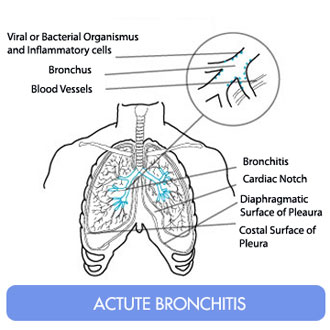 Viral or Bacterial Organismus
and Inflammatory cells
Bronchus
Blood Vessels
Bronchitis
Cardiac Notch
Diaphragmatic
Surface of Pleaura
Costal Surface of
Pleura
ACTUTE BRONCHITIS